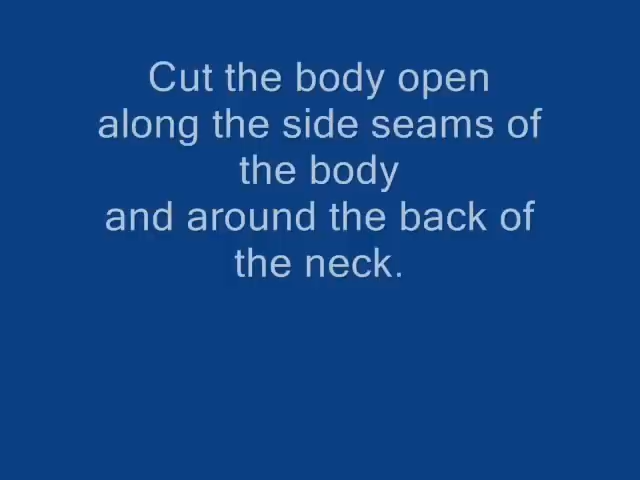 Cut the body open
along the side seams of
the body
and around the back of
the neck.